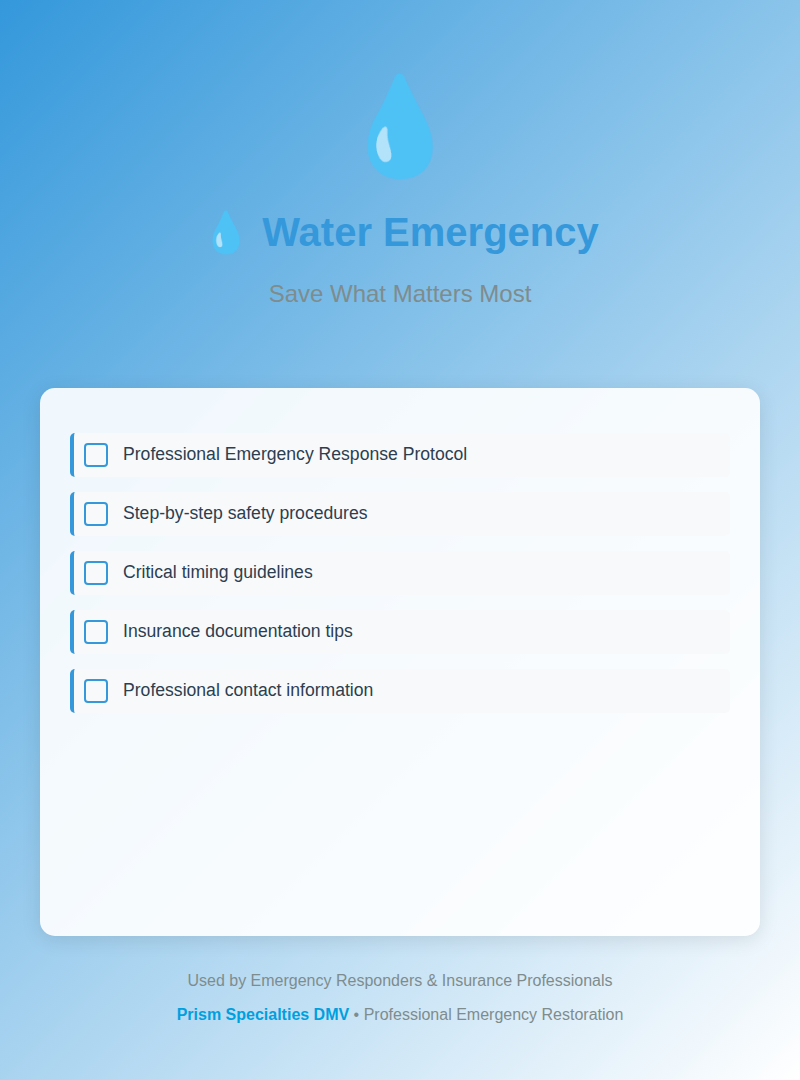 💧 Water Emergency
Save What Matters Most
Professional Emergency Response Protocol
Step-by-step safety procedures
Critical timing guidelines
Insurance documentation tips
Professional contact information
Used by Emergency Responders & Insurance Professionals
Prism Specialties DMV • Professional Emergency Restoration